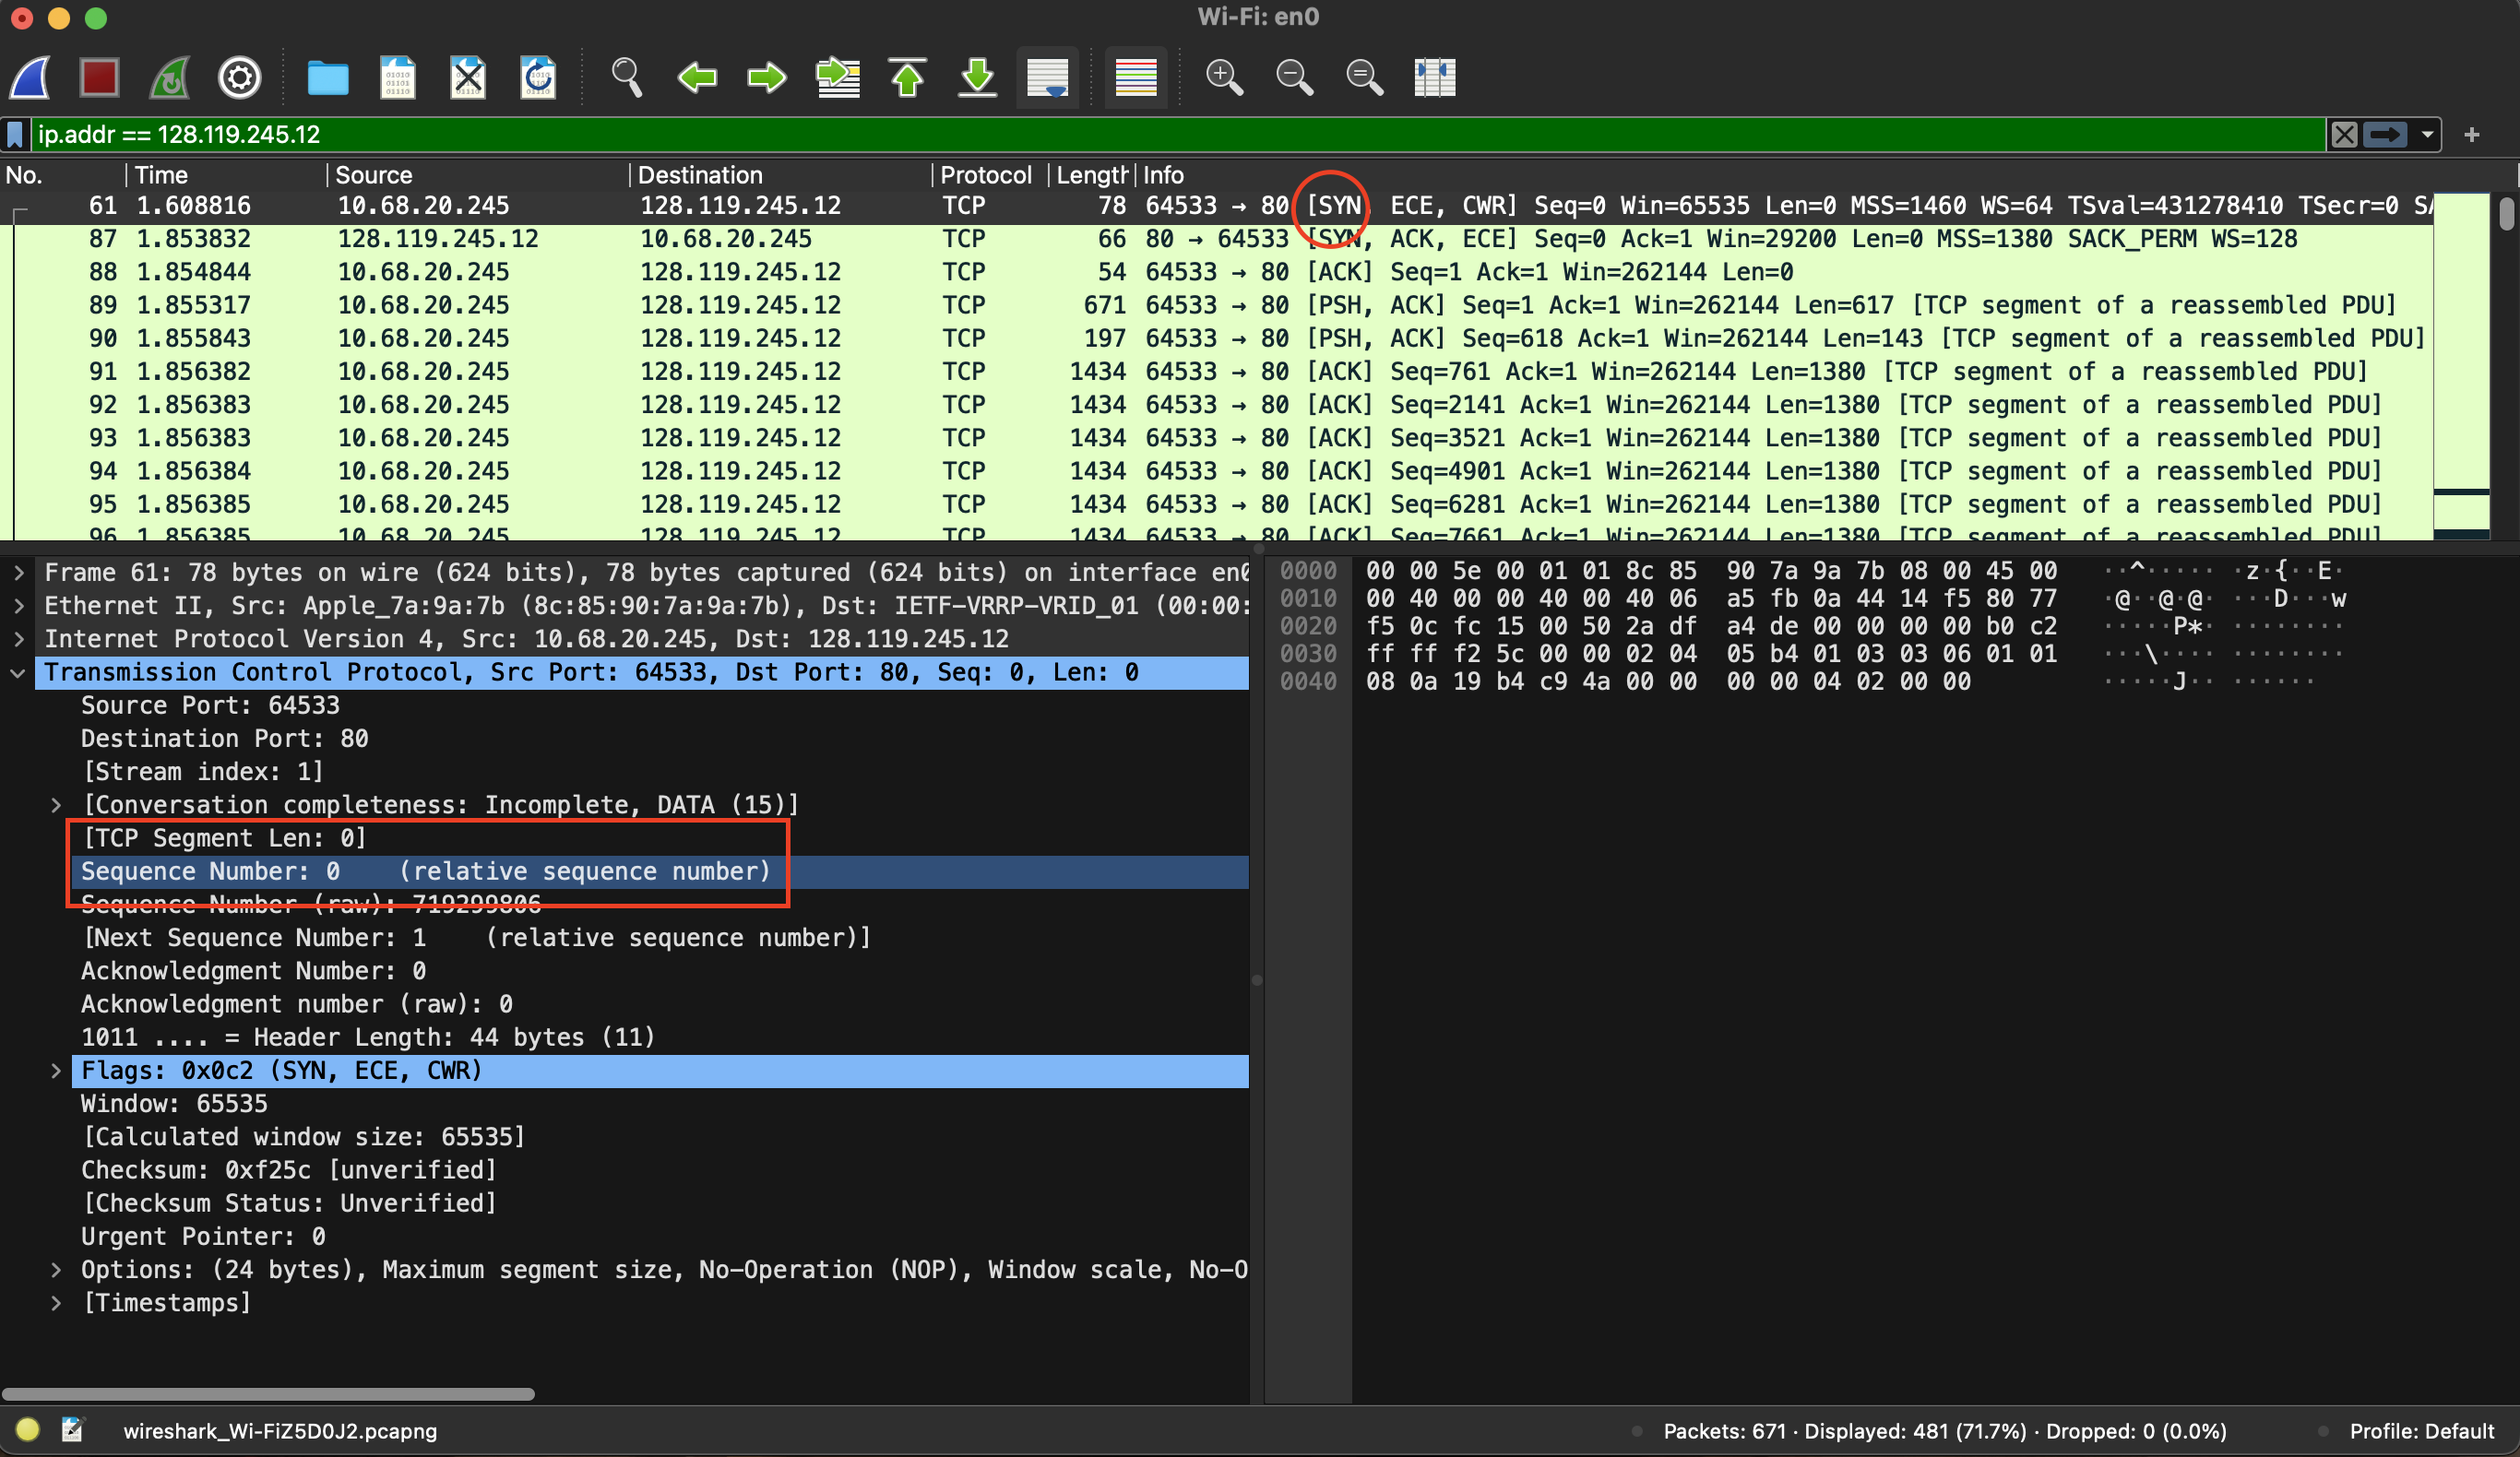 Wi-Fi: en0
ip.addr == 128.119.245.12
No. Time Source Destination Protocol Length Info
61 1.608816 10.68.20.245 128.119.245.12 TCP 78 64533 → 80 [SYN, ECE, CWR] Seq=0 Win=65535 Len=0 MSS=1460 WS=64 TSval=431278410 TSecr=0 SA
87 1.853832 128.119.245.12 10.68.20.245 TCP 66 80 → 64533 [SYN, ACK, ECE] Seq=0 Ack=1 Win=29200 Len=0 MSS=1380 SACK_PERM WS=128
88 1.854844 10.68.20.245 128.119.245.12 TCP 54 64533 → 80 [ACK] Seq=1 Ack=1 Win=262144 Len=0
89 1.855317 10.68.20.245 128.119.245.12 TCP 671 64533 → 80 [PSH, ACK] Seq=1 Ack=1 Win=262144 Len=617 [TCP segment of a reassembled PDU]
90 1.855843 10.68.20.245 128.119.245.12 TCP 197 64533 → 80 [PSH, ACK] Seq=618 Ack=1 Win=262144 Len=143 [TCP segment of a reassembled PDU]
91 1.856382 10.68.20.245 128.119.245.12 TCP 1434 64533 → 80 [ACK] Seq=761 Ack=1 Win=262144 Len=1380 [TCP segment of a reassembled PDU]
92 1.856383 10.68.20.245 128.119.245.12 TCP 1434 64533 → 80 [ACK] Seq=2141 Ack=1 Win=262144 Len=1380 [TCP segment of a reassembled PDU]
93 1.856383 10.68.20.245 128.119.245.12 TCP 1434 64533 → 80 [ACK] Seq=3521 Ack=1 Win=262144 Len=1380 [TCP segment of a reassembled PDU]
94 1.856384 10.68.20.245 128.119.245.12 TCP 1434 64533 → 80 [ACK] Seq=4901 Ack=1 Win=262144 Len=1380 [TCP segment of a reassembled PDU]
95 1.856385 10.68.20.245 128.119.245.12 TCP 1434 64533 → 80 [ACK] Seq=6281 Ack=1 Win=262144 Len=1380 [TCP segment of a reassembled PDU]
96 1.856385 10.68.20.245 128.119.245.12 TCP 1434 64533 → 80 [ACK] Seq=7661 Ack=1 Win=262144 Len=1380 [TCP segment of a reassembled PDU]
Frame 61: 78 bytes on wire (624 bits), 78 bytes captured (624 bits) on interface en0
Ethernet II, Src: Apple_7a:9a:7b (8c:85:90:7a:9a:7b), Dst: IETF-VRRP-VRID_01 (00:00:
Internet Protocol Version 4, Src: 10.68.20.245, Dst: 128.119.245.12
Transmission Control Protocol, Src Port: 64533, Dst Port: 80, Seq: 0, Len: 0
Source Port: 64533
Destination Port: 80
[Stream index: 1]
[Conversation completeness: Incomplete, DATA (15)]
[TCP Segment Len: 0]
Sequence Number: 0 (relative sequence number)
Sequence Number (raw): 719299806
[Next Sequence Number: 1 (relative sequence number)]
Acknowledgment Number: 0
Acknowledgment number (raw): 0
1011 .... = Header Length: 44 bytes (11)
Flags: 0x0c2 (SYN, ECE, CWR)
Window: 65535
[Calculated window size: 65535]
Checksum: 0xf25c [unverified]
[Checksum Status: Unverified]
Urgent Pointer: 0
Options: (24 bytes), Maximum segment size, No-Operation (NOP), Window scale, No-O
[Timestamps]
0000 00 00 5e 00 01 01 8c 85 90 7a 9a 7b 08 00 45 00 ··^····· ·z·{··E·
0010 00 40 00 00 40 00 40 06 a5 fb 0a 44 14 f5 80 77 ·@··@·@· ···D···w
0020 f5 0c fc 15 00 50 2a df a4 de 00 00 00 00 b0 c2 ·····P*· ········
0030 ff ff f2 5c 00 00 02 04 05 b4 01 03 03 06 01 01 ···\···· ········
0040 08 0a 19 b4 c9 4a 00 00 00 00 04 02 00 00 ·····J·· ······
wireshark_Wi-FiZ5D0J2.pcapng
Packets: 671 · Displayed: 481 (71.7%) · Dropped: 0 (0.0%)
Profile: Default